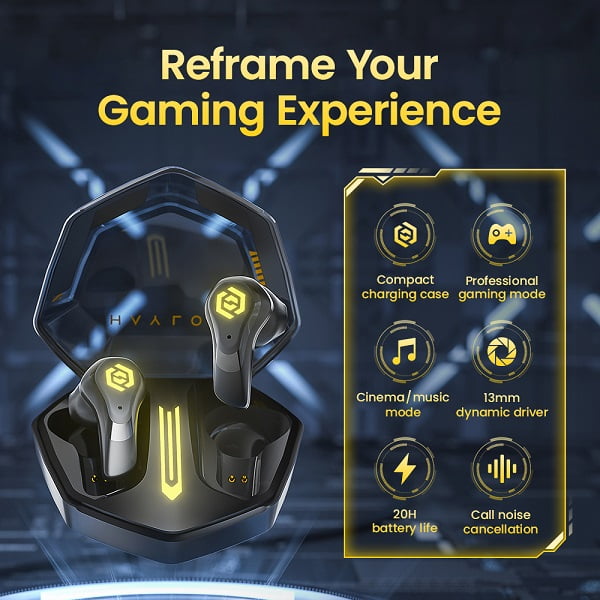 Reframe Your
Gaming Experience
Compact
charging case
Professional
gaming mode
Cinema/music
mode
13mm
dynamic driver
20H
battery life
Call noise
cancellation